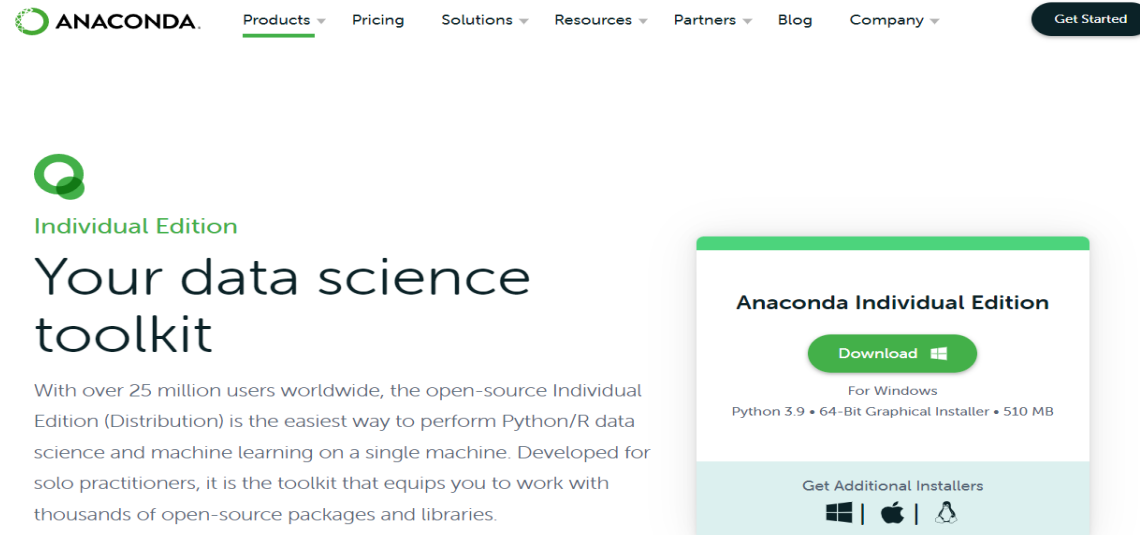 ANACONDA.
Products Pricing Solutions Resources Partners Blog Company Get Started
Individual Edition
Your data science
toolkit
With over 25 million users worldwide, the open-source Individual
Edition (Distribution) is the easiest way to perform Python/R data
science and machine learning on a single machine. Developed for
solo practitioners, it is the toolkit that equips you to work with
thousands of open-source packages and libraries.
Anaconda Individual Edition
Download
For Windows
Python 3.9 • 64-Bit Graphical Installer • 510 MB
Get Additional Installers
| |